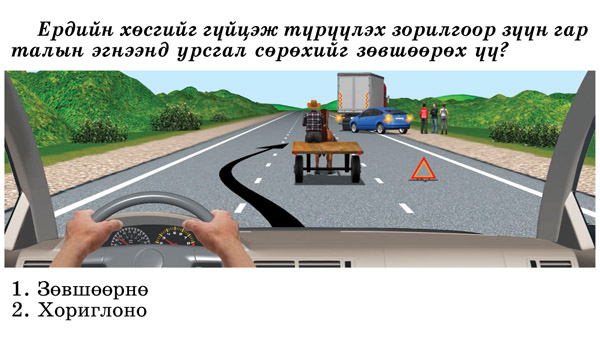 Ердийн хөсгийг гүйцэж түрүүлэх зорилгоор зүүн гар
талын эгнээнд урсгал сөрөхийг зөвшөөрөх үү?
1. Зөвшөөрнө
2. Хориглоно